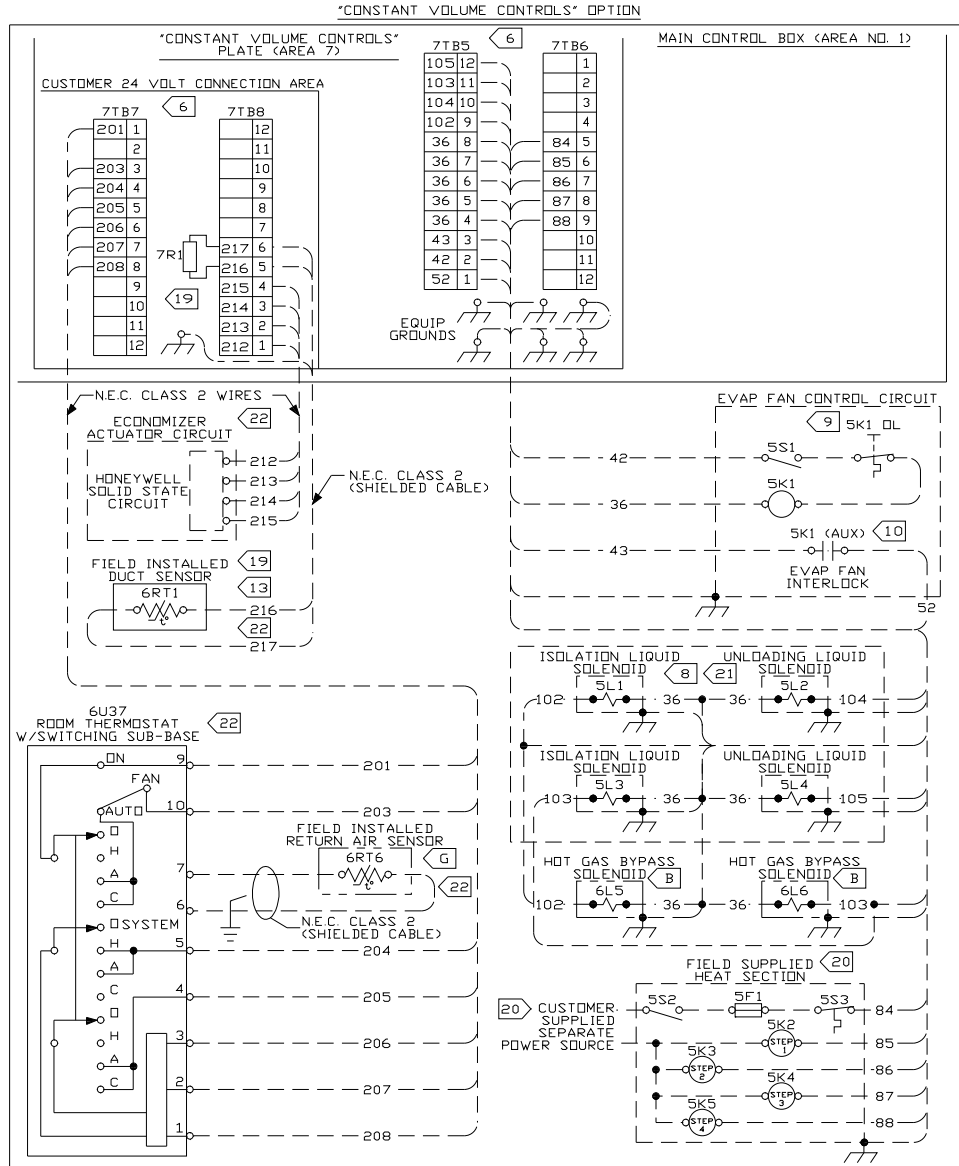 "CONSTANT VOLUME CONTROLS" OPTION
"CONSTANT VOLUME CONTROLS"
PLATE (AREA 7)
7TB5
6
7TB6
MAIN CONTROL BOX (AREA NO. 1)
CUSTOMER 24 VOLT CONNECTION AREA
105 12
103 11
104 10
102 9
36 8
36 7
36 6
36 5
36 4
43 3
42 2
52 1
1
2
3
4
84 5
85 6
86 7
87 8
88 9
10
11
12
7TB7
6
7TB8
201 1
2
203 3
204 4
205 5
206 6
207 7
208 8
9
10
11
12
12
11
10
9
8
7
217 6
216 5
215 4
214 3
213 2
212 1
7R1
19
EQUIP
GROUNDS
N.E.C. CLASS 2 WIRES
ECONOMIZER
ACTUATOR CIRCUIT
22
HONEYWELL
SOLID STATE
CIRCUIT
212
213
214
215
N.E.C. CLASS 2
(SHIELDED CABLE)
FIELD INSTALLED
DUCT SENSOR
19
13
6RT1
t°
216
22
217
EVAP FAN CONTROL CIRCUIT
9
5K1 OL
42
5S1
36
5K1
43
5K1 (AUX)
10
EVAP FAN
INTERLOCK
52
ISOLATION LIQUID
SOLENOID
8
21
UNLOADING LIQUID
SOLENOID
102
5L1
36
36
5L2
104
ISOLATION LIQUID
SOLENOID
UNLOADING LIQUID
SOLENOID
103
5L3
36
36
5L4
105
HOT GAS BYPASS
SOLENOID
B
HOT GAS BYPASS
SOLENOID
B
102
6L5
36
36
6L6
103
6U37
ROOM THERMOSTAT
W/SWITCHING SUB-BASE
22
ON
9
201
FAN
AUTO
10
203
O
H
A
C
FIELD INSTALLED
RETURN AIR SENSOR
G
6RT6
t°
22
7
6
N.E.C. CLASS 2
(SHIELDED CABLE)
O SYSTEM
H
A
C
5
204
4
205
O
H
A
C
3
206
2
207
1
208
FIELD SUPPLIED
HEAT SECTION
20
20
CUSTOMER
SUPPLIED
SEPARATE
POWER SOURCE
5S2
5F1
5S3
84
5K2
STEP
1
85
5K3
STEP
2
86
5K4
STEP
3
87
5K5
STEP
4
88